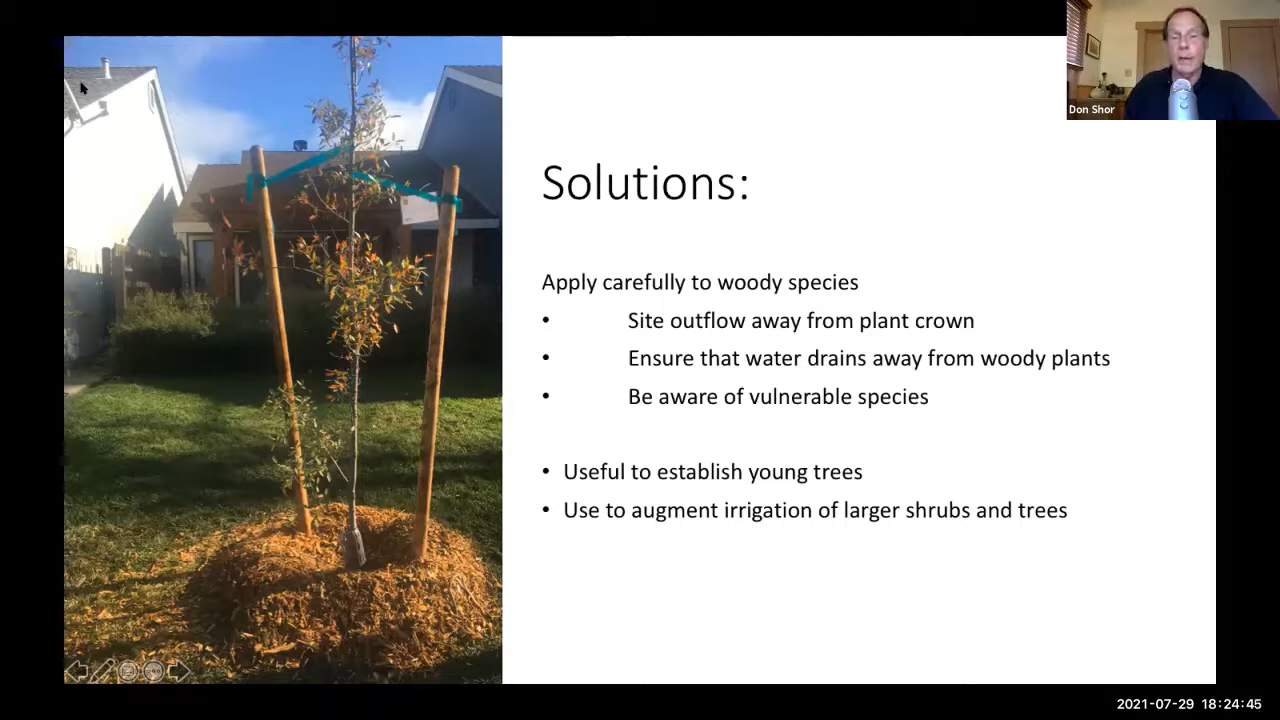 Don Shor
Solutions:
Apply carefully to woody species
• Site outflow away from plant crown
• Ensure that water drains away from woody plants
• Be aware of vulnerable species
• Useful to establish young trees
• Use to augment irrigation of larger shrubs and trees
2021-07-29 18:24:45